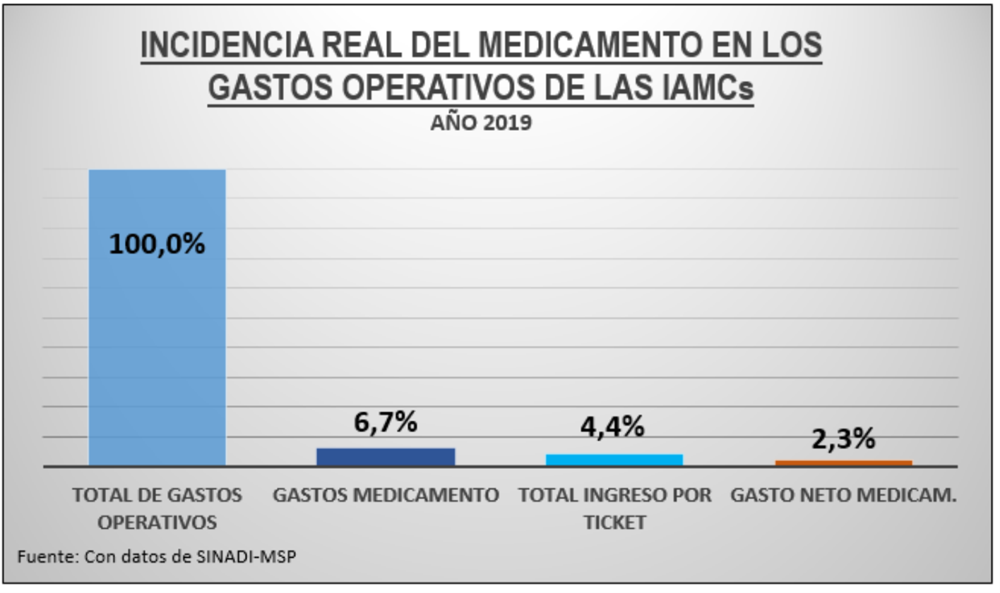 INCIDENCIA REAL DEL MEDICAMENTO EN LOS
GASTOS OPERATIVOS DE LAS IAMCs
AÑO 2019
100,0%
6,7%
4,4%
2,3%
TOTAL DE GASTOS
OPERATIVOS
GASTOS MEDICAMENTO
TOTAL INGRESO POR
TICKET
GASTO NETO MEDICAM.
Fuente: Con datos de SINADI-MSP